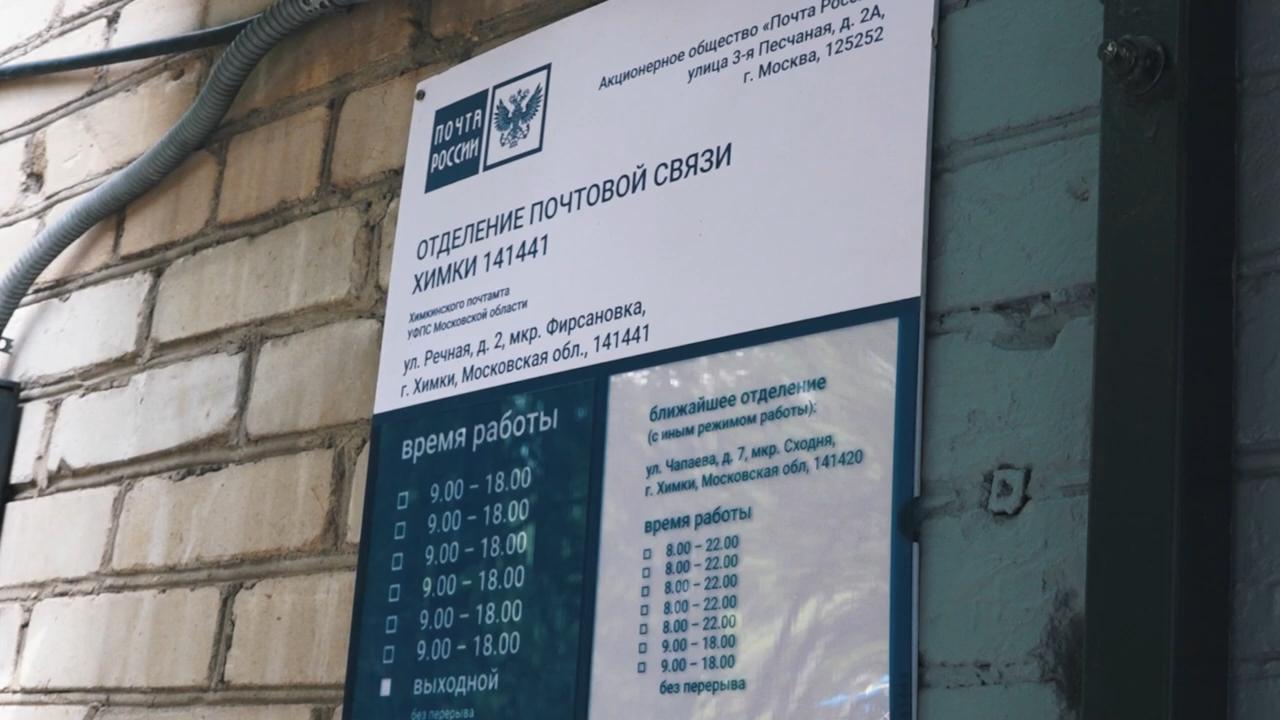 Акционерное общество «Почта
улица 3-я Песчаная, д. 2А,
г. Москва, 125252
ПОЧТА
РОССИИ
ОТДЕЛЕНИЕ ПОЧТОВОЙ СВЯЗИ
ХИМКИ 141441
Химкинского почтамта
УФПС Московской области
ул. Речная, д. 2, мкр. Фирсановка,
г. Химки, Московская обл., 141441
время работы
9.00 – 18.00
9.00 – 18.00
9.00 – 18.00
9.00 – 18.00
9.00 – 18.00
9.00 – 18.00
выходной
без перерыва
ближайшее отделение
(с иным режимом работы):
ул. Чапаева, д. 7, мкр. Сходня,
г. Химки, Московская обл, 141420
время работы
8.00 – 22.00
8.00 – 22.00
8.00 – 22.00
8.00 – 22.00
8.00 – 22.00
9.00 – 18.00
9.00 – 18.00
без перерыва